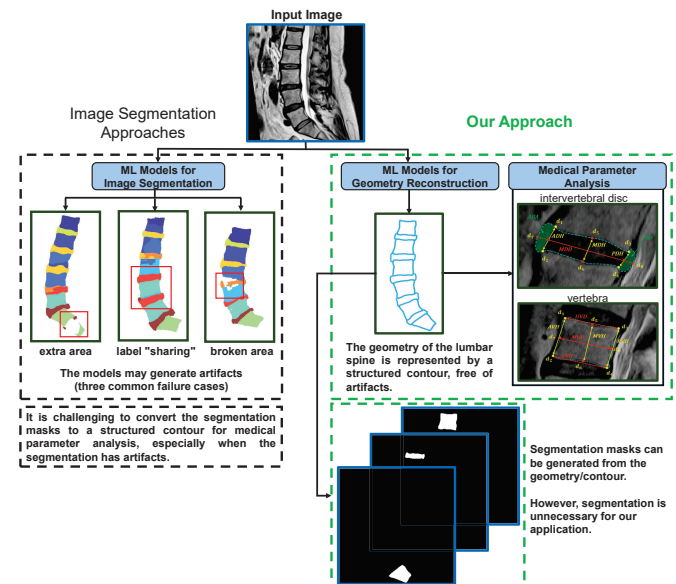 Input Image
Image Segmentation
Approaches
Our Approach
ML Models for
Image Segmentation
ML Models for
Geometry Reconstruction
Medical Parameter
Analysis
intervertebral disc
vertebra
extra area
label "sharing"
broken area
The models may generate artifacts
(three common failure cases)
The geometry of the lumbar
spine is represented by a
structured contour, free of
artifacts.
It is challenging to convert the segmentation
masks to a structured contour for medical
parameter analysis, especially when the
segmentation has artifacts.
Segmentation masks can
be generated from the
geometry/contour.
However, segmentation is
unnecessary for our
application.